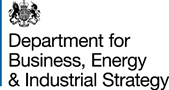 Department for
Business, Energy
& Industrial Strategy